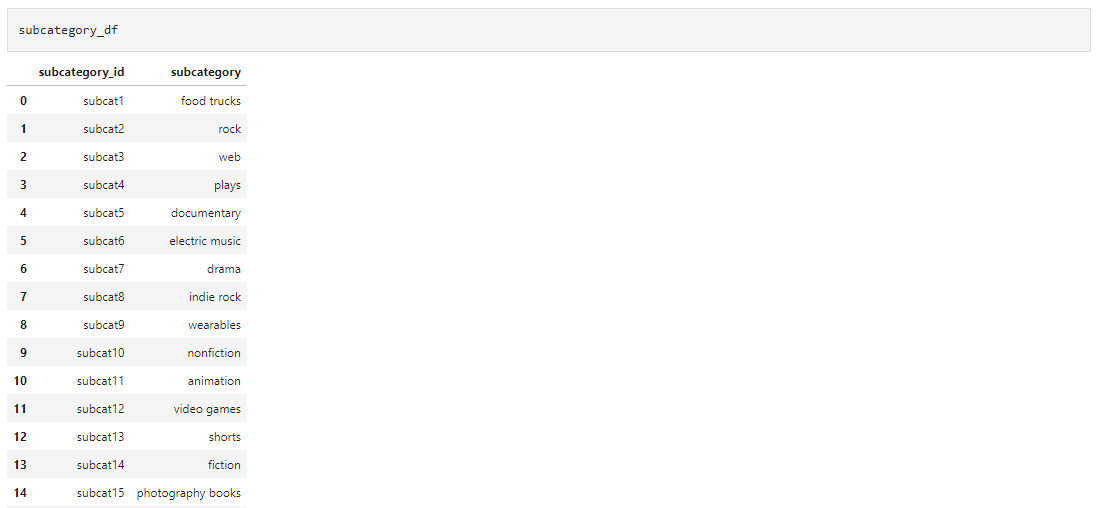 subcategory_df
subcategory_id subcategory
0 subcat1 food trucks
1 subcat2 rock
2 subcat3 web
3 subcat4 plays
4 subcat5 documentary
5 subcat6 electric music
6 subcat7 drama
7 subcat8 indie rock
8 subcat9 wearables
9 subcat10 nonfiction
10 subcat11 animation
11 subcat12 video games
12 subcat13 shorts
13 subcat14 fiction
14 subcat15 photography books